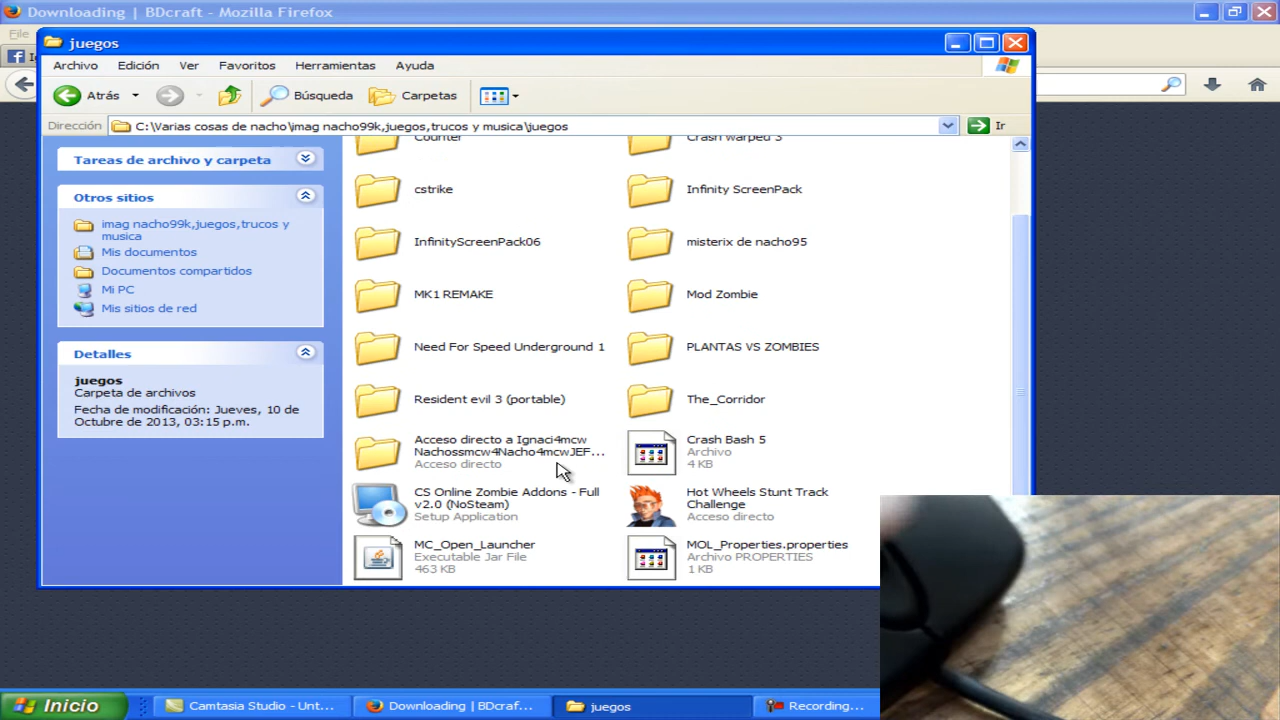 Downloading | BDcraft - Mozilla Firefox
File
juegos
Archivo Edición Ver Favoritos Herramientas Ayuda
Atrás Búsqueda Carpetas
Dirección C:\Varias cosas de nacho\imag nacho99k,juegos,trucos y musica\juegos Ir
Tareas de archivo y carpeta
Otros sitios
imag nacho99k,juegos,trucos y
musica
Mis documentos
Documentos compartidos
Mi PC
Mis sitios de red
Detalles
juegos
Carpeta de archivos
Fecha de modificación: Jueves, 10 de
Octubre de 2013, 03:15 p.m.
Counter
Crash warped 3
cstrike
Infinity ScreenPack
InfinityScreenPack06
misterix de nacho95
MK1 REMAKE
Mod Zombie
Need For Speed Underground 1
PLANTAS VS ZOMBIES
Resident evil 3 (portable)
The_Corridor
Acceso directo a Ignaci4mcw
Nachossmcw4Nacho4mcwJEF...
Acceso directo
Crash Bash 5
Archivo
4 KB
CS Online Zombie Addons - Full
v2.0 (NoSteam)
Setup Application
Hot Wheels Stunt Track
Challenge
Acceso directo
MC_Open_Launcher
Executable Jar File
463 KB
MOL_Properties.properties
Archivo PROPERTIES
1 KB
Inicio
Camtasia Studio - Unt...
Downloading | BDcraf...
juegos
Recording...